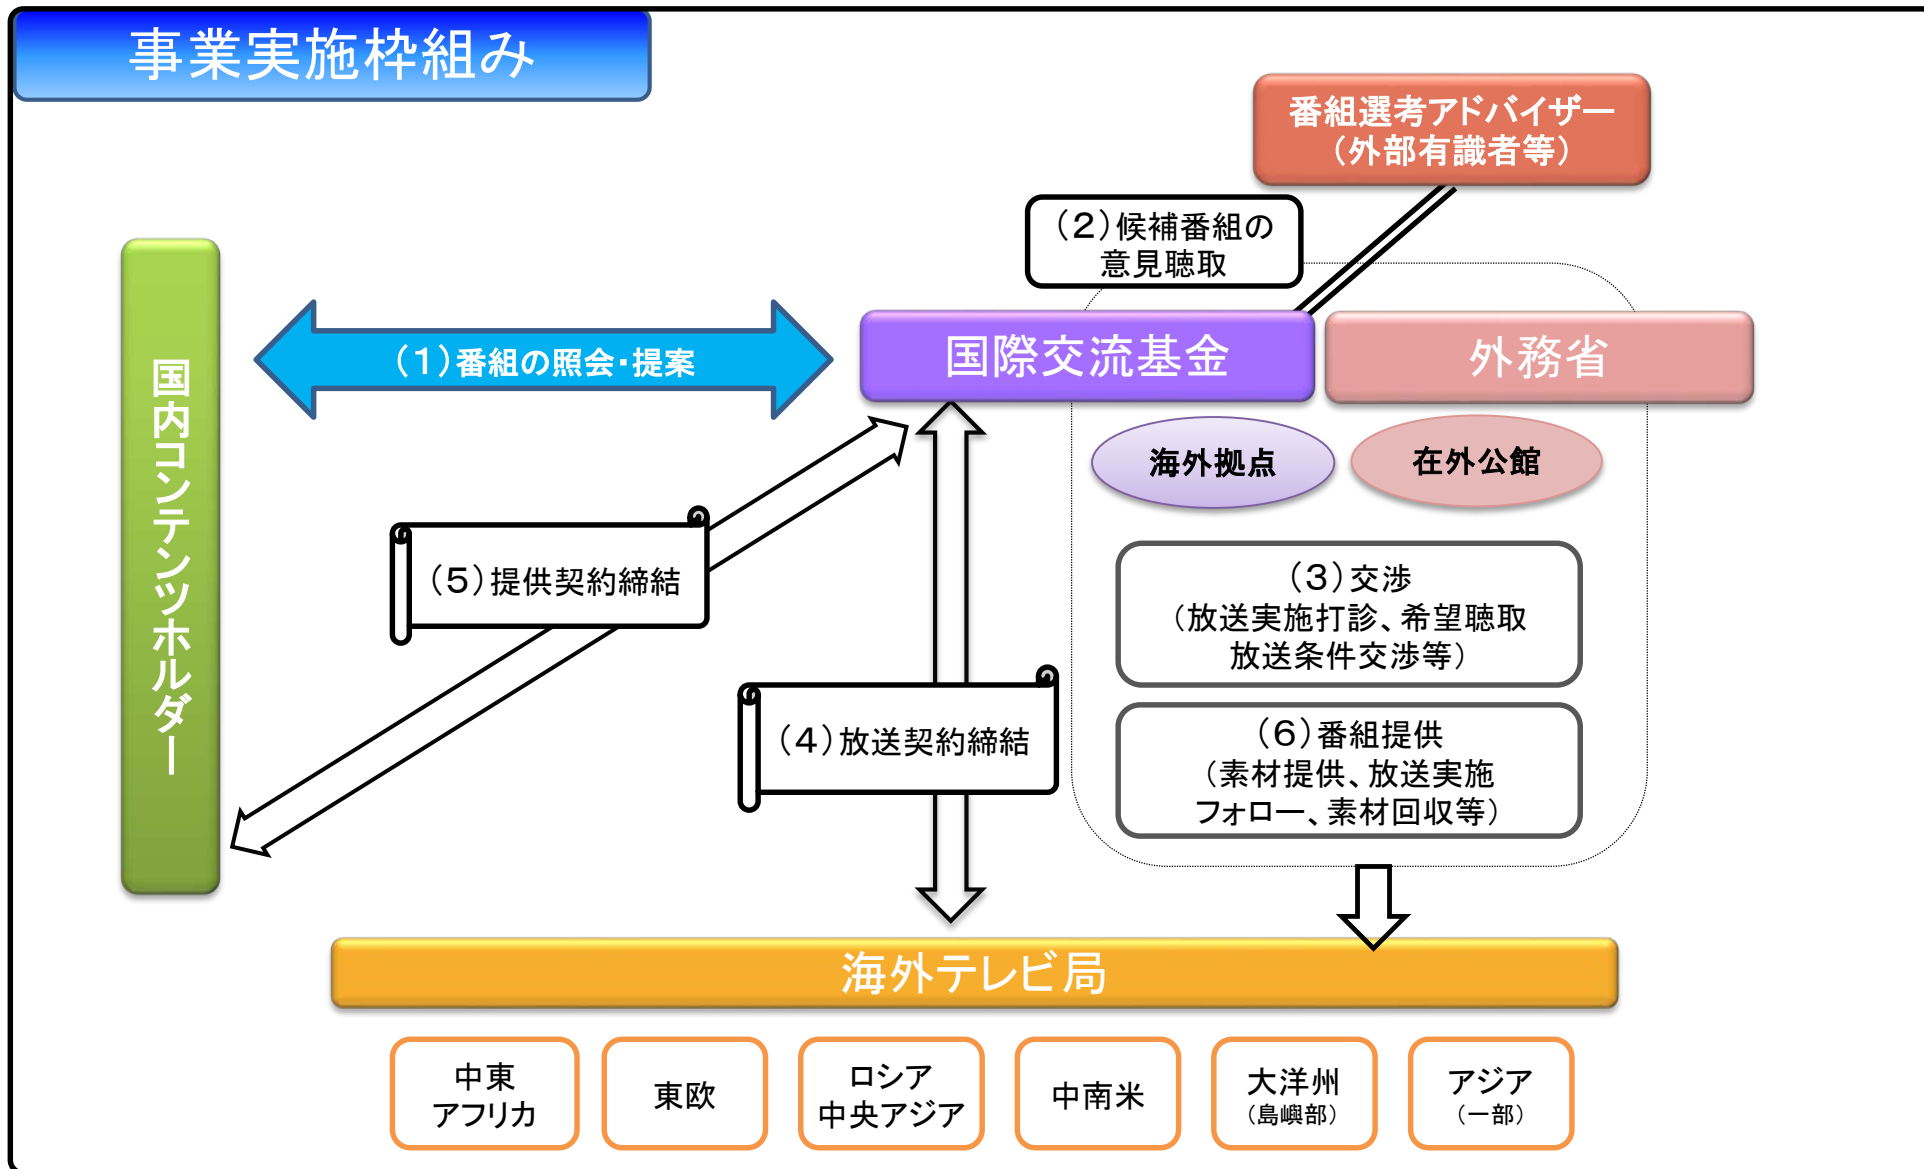 事業実施枠組み
番組選考アドバイザー
（外部有識者等）
（２）候補番組の
意見聴取
国内コンテンツホルダー
（１）番組の照会・提案
国際交流基金
外務省
海外拠点
在外公館
（５）提供契約締結
（３）交渉
（放送実施打診、希望聴取
放送条件交渉等）
（４）放送契約締結
（６）番組提供
（素材提供、放送実施
フォロー、素材回収等）
海外テレビ局
中東
アフリカ
東欧
ロシア
中央アジア
中南米
大洋州
（島嶼部）
アジア
（一部）